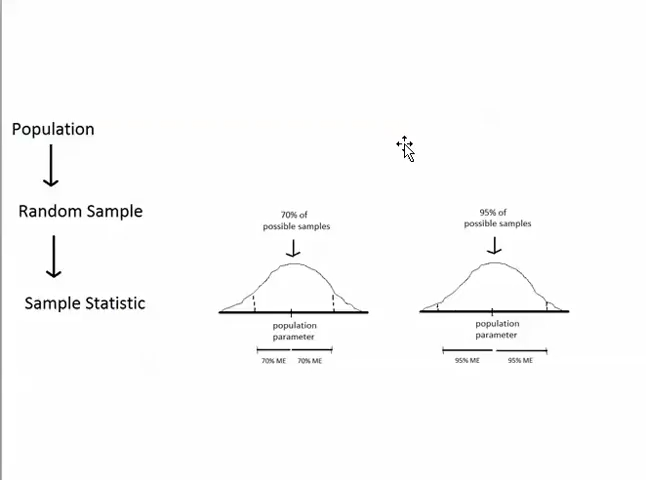 Population
Random Sample
Sample Statistic
70% of
possible samples
population
parameter
70% ME 70% ME
95% of
possible samples
population
parameter
95% ME 95% ME